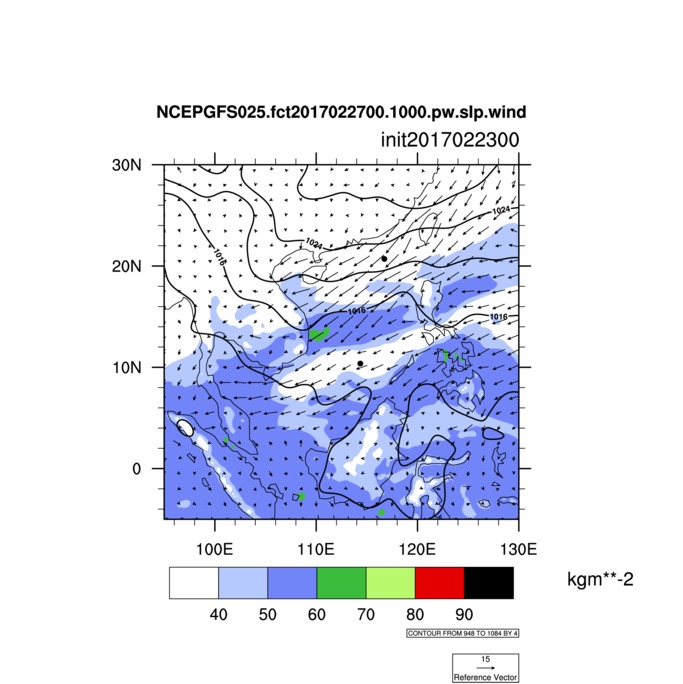 NCEPGFS025.fct2017022700.1000.pw.slp.wind
init2017022300
30N
1024
1024
1016
20N
1016
1016
10N
0
100E 110E 120E 130E
kgm**-2
40 50 60 70 80 90
CONTOUR FROM 948 TO 1084 BY 4
15
Reference Vector